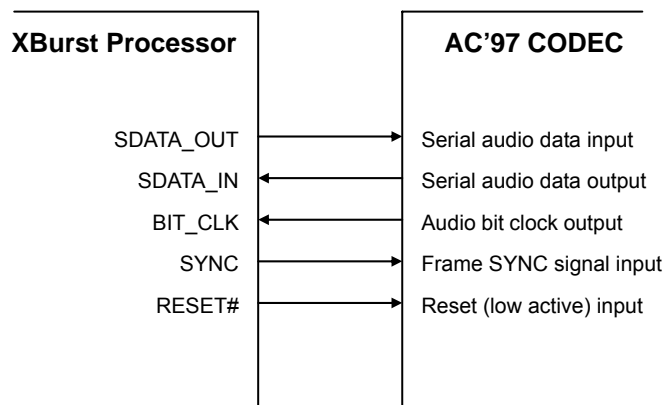 XBurst Processor
AC'97 CODEC
SDATA_OUT
Serial audio data input
SDATA_IN
Serial audio data output
BIT_CLK
Audio bit clock output
SYNC
Frame SYNC signal input
RESET#
Reset (low active) input